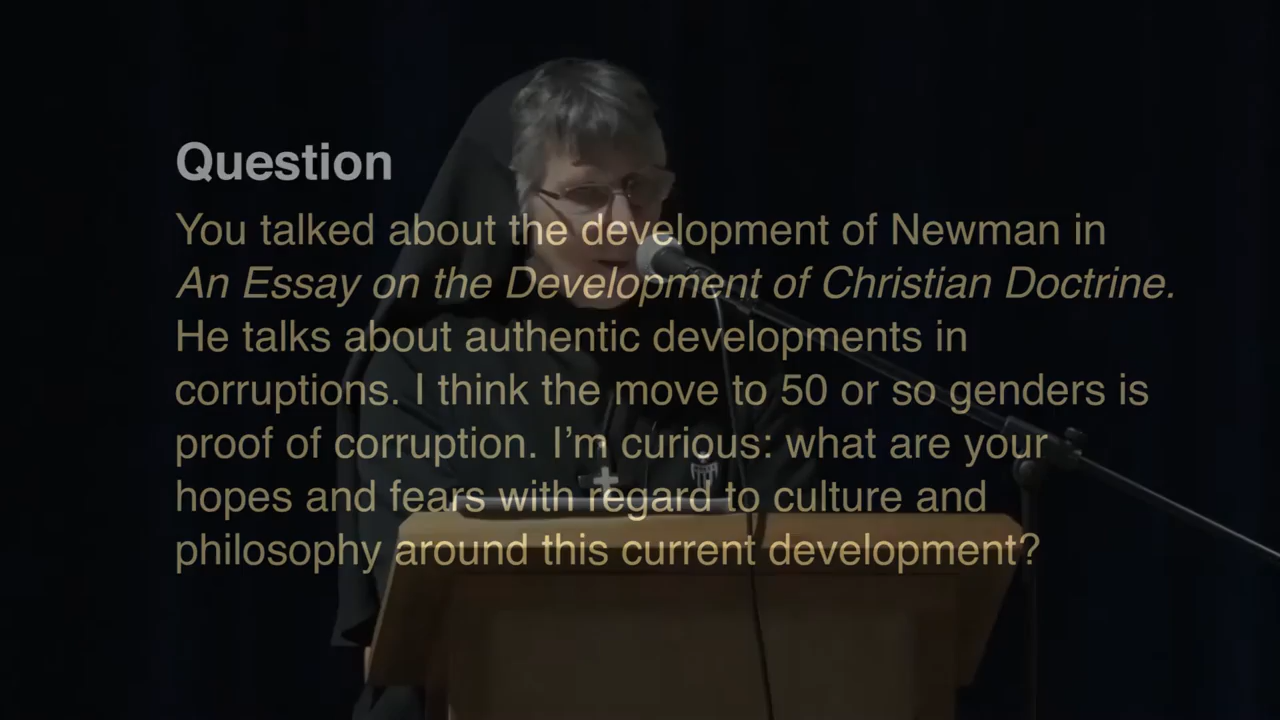 Question
You talked about the development of Newman in
An Essay on the Development of Christian Doctrine.
He talks about authentic developments in
corruptions. I think the move to 50 or so genders is
proof of corruption. I’m curious: what are your
hopes and fears with regard to culture and
philosophy around this current development?